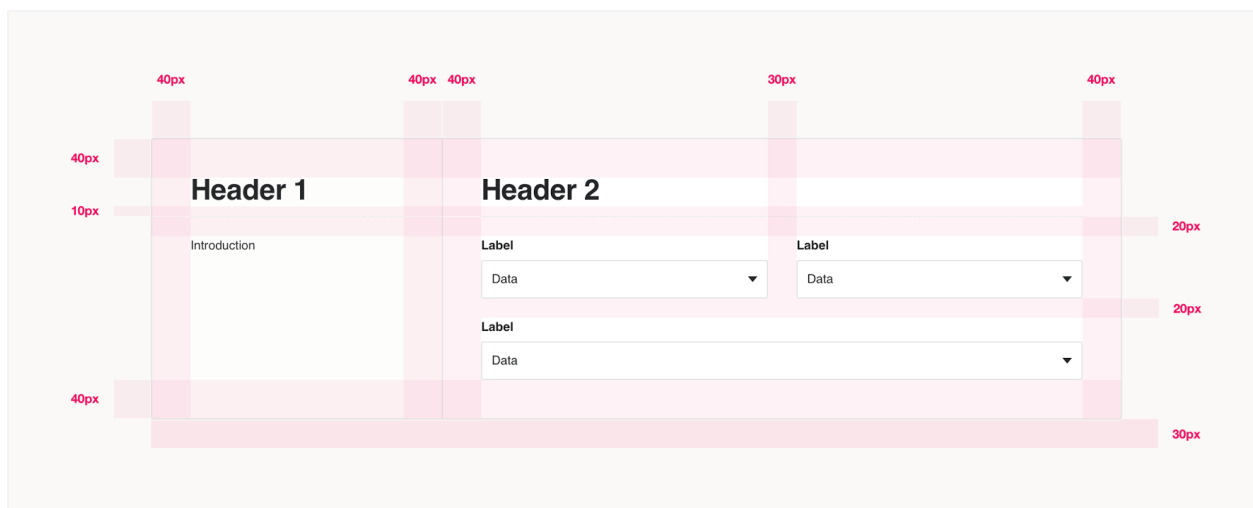 40px 40px 40px 30px 40px
40px
Header 1 Header 2
10px
20px
Introduction Label Label
Data Data
20px
Label
Data
40px
30px